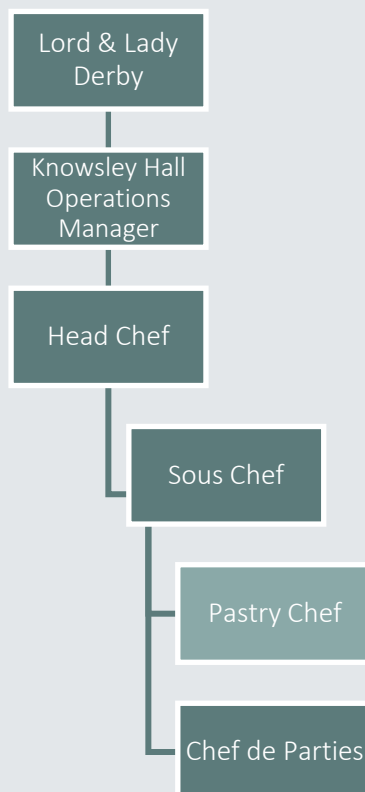 Lord & Lady
Derby
Knowsley Hall
Operations
Manager
Head Chef
Sous Chef
Pastry Chef
Chef de Parties